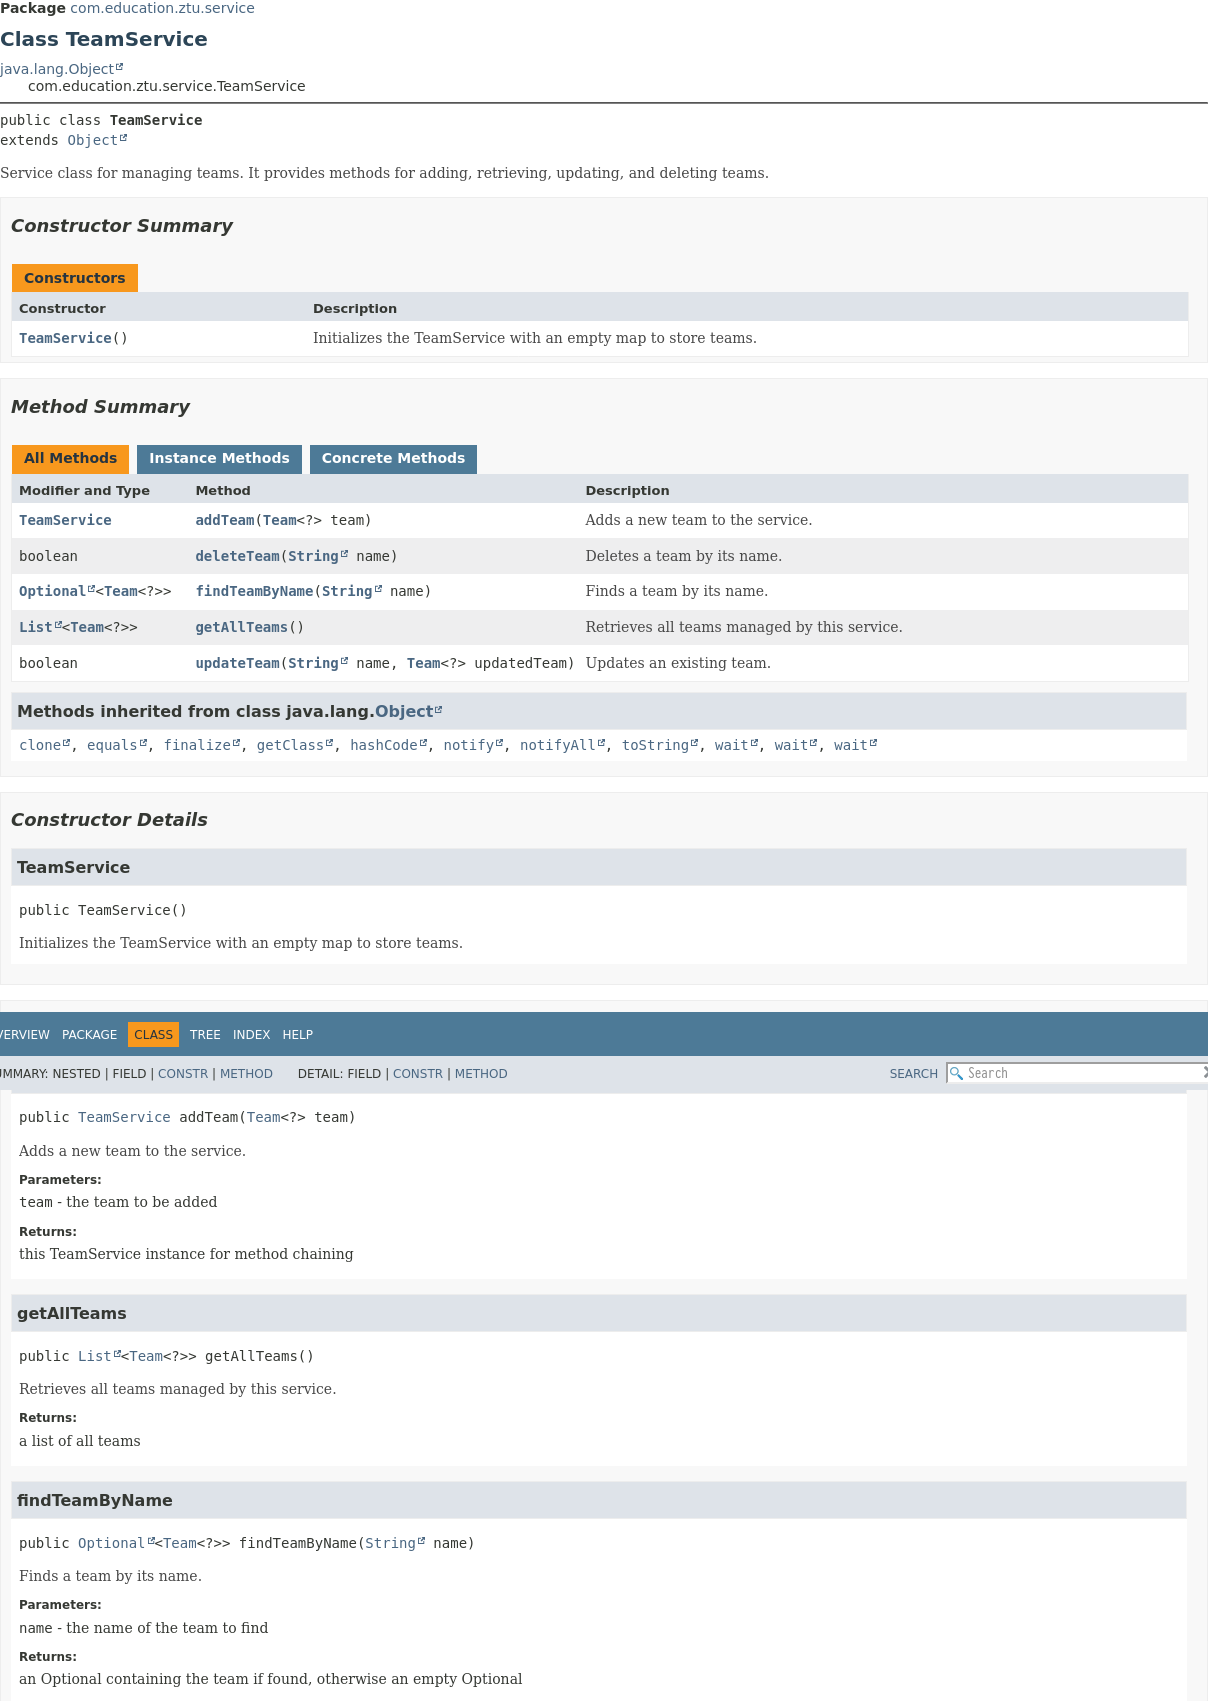 Package com.education.ztu.service
Class TeamService
java.lang.Object
com.education.ztu.service.TeamService
public class TeamService
extends Object
Service class for managing teams. It provides methods for adding, retrieving, updating, and deleting teams.
Constructor Summary
Constructors
Constructor Description
TeamService() Initializes the TeamService with an empty map to store teams.
Method Summary
All Methods Instance Methods Concrete Methods
Modifier and Type Method Description
TeamService addTeam(Team<?> team) Adds a new team to the service.
boolean deleteTeam(String name) Deletes a team by its name.
Optional<Team<?>> findTeamByName(String name) Finds a team by its name.
List<Team<?>> getAllTeams() Retrieves all teams managed by this service.
boolean updateTeam(String name, Team<?> updatedTeam) Updates an existing team.
Methods inherited from class java.lang.Object
clone, equals, finalize, getClass, hashCode, notify, notifyAll, toString, wait, wait, wait
Constructor Details
TeamService
public TeamService()
Initializes the TeamService with an empty map to store teams.
VERVIEW PACKAGE CLASS TREE INDEX HELP
UMMARY: NESTED | FIELD | CONSTR | METHOD DETAIL: FIELD | CONSTR | METHOD SEARCH Search
public TeamService addTeam(Team<?> team)
Adds a new team to the service.
Parameters:
team - the team to be added
Returns:
this TeamService instance for method chaining
getAllTeams
public List<Team<?>> getAllTeams()
Retrieves all teams managed by this service.
Returns:
a list of all teams
findTeamByName
public Optional<Team<?>> findTeamByName(String name)
Finds a team by its name.
Parameters:
name - the name of the team to find
Returns:
an Optional containing the team if found, otherwise an empty Optional